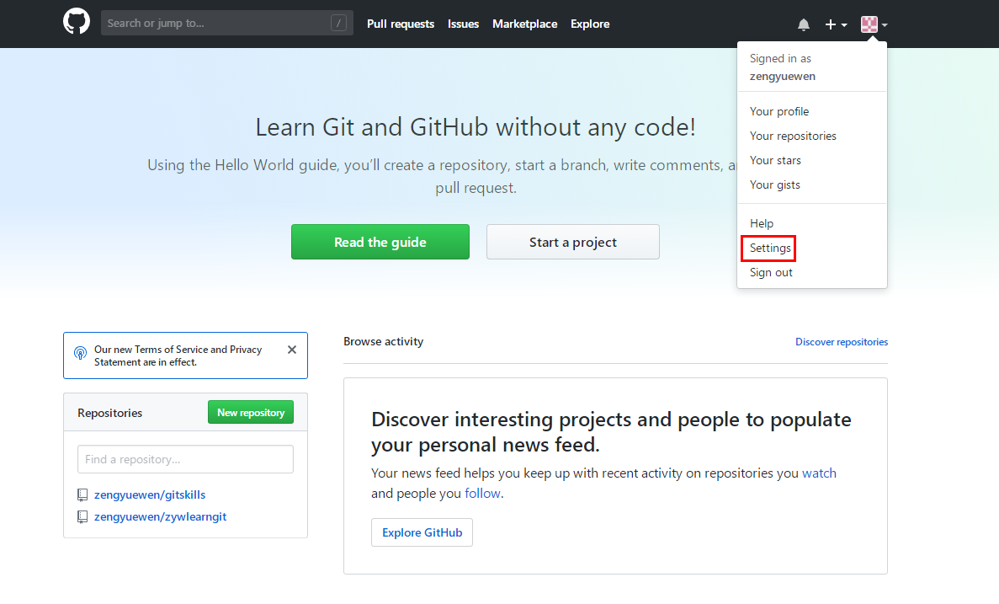 Search or jump to...
/
Pull requests
Issues
Marketplace
Explore
Signed in as
zengyuewen
Your profile
Your repositories
Your stars
Your gists
Help
Settings
Sign out
Learn Git and GitHub without any code!
Using the Hello World guide, you’ll create a repository, start a branch, write comments,
pull request.
Read the guide
Start a project
Our new Terms of Service and Privacy
Statement are in effect.
Repositories
New repository
Find a repository...
zengyuewen/gitskills
zengyuewen/zywlearngit
Browse activity
Discover repositories
Discover interesting projects and people to populate
your personal news feed.
Your news feed helps you keep up with recent activity on repositories you watch
and people you follow.
Explore GitHub